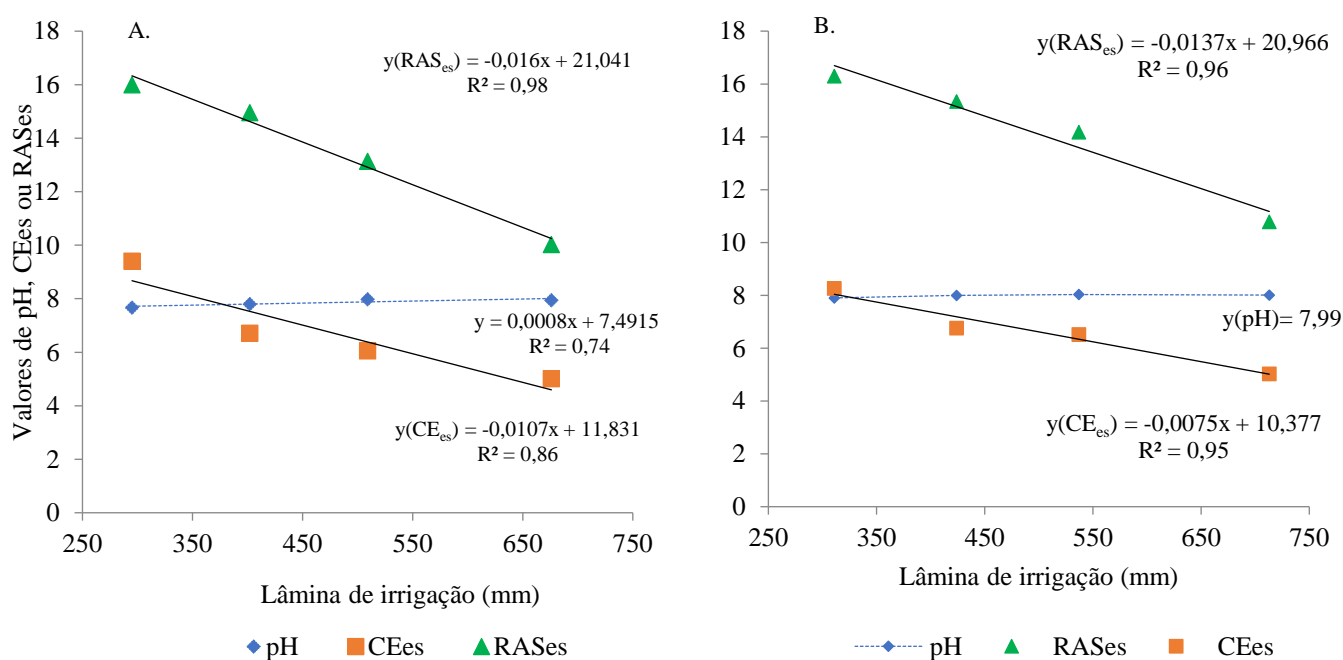 A.
y(RASes) = -0,016x + 21,041
R² = 0,98
y = 0,0008x + 7,4915
R² = 0,74
y(CEes) = -0,0107x + 11,831
R² = 0,86
Valores de pH, CEes ou RASes
18
16
14
12
10
8
6
4
2
0
250 350 450 550 650 750
Lâmina de irrigação (mm)
pH CEes RASes
B.
y(RASes) = -0,0137x + 20,966
R² = 0,96
y(pH)= 7,99
y(CEes) = -0,0075x + 10,377
R² = 0,95
18
16
14
12
10
8
6
4
2
0
250 350 450 550 650 750
Lâmina de irrigação (mm)
pH RASes CEes